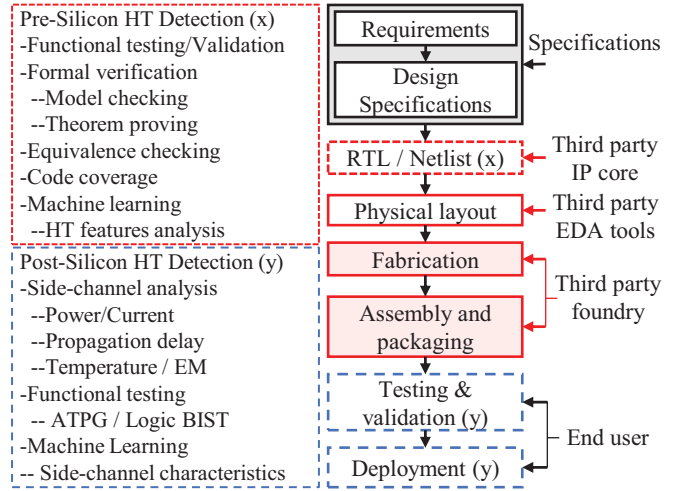 Pre-Silicon HT Detection (x)
-Functional testing/Validation
-Formal verification
--Model checking
--Theorem proving
-Equivalence checking
-Code coverage
-Machine learning
--HT features analysis
Post-Silicon HT Detection (y)
-Side-channel analysis
--Power/Current
--Propagation delay
--Temperature / EM
-Functional testing
-- ATPG / Logic BIST
-Machine Learning
-- Side-channel characteristics
Requirements
Design
Specifications
Specifications
RTL / Netlist (x)
Third party
IP core
Physical layout
Third party
EDA tools
Fabrication
Assembly and
packaging
Third party
foundry
Testing &
validation (y)
Deployment (y)
End user